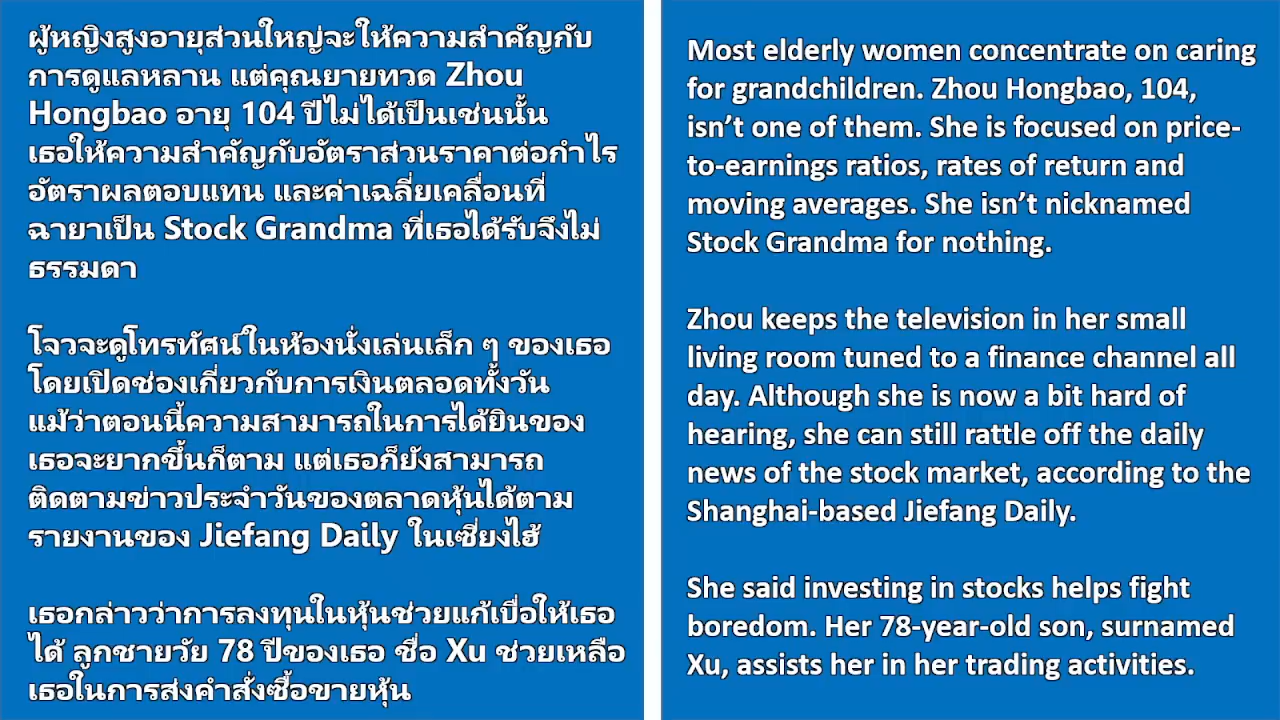 ผู้หญิงสูงอายุส่วนใหญ่จะให้ความสำคัญกับ
การดูแลหลาน แต่คุณยายทวด Zhou
Hongbao อายุ 104 ปีไม่ได้เป็นเช่นนั้น
เธอให้ความสำคัญกับอัตราส่วนราคาต่อกำไร
อัตราผลตอบแทน และค่าเฉลี่ยเคลื่อนที่
ฉายาเป็น Stock Grandma ที่เธอได้รับจึงไม่
ธรรมดา
โจวจะดูโทรทัศน์ในห้องนั่งเล่นเล็ก ๆ ของเธอ
โดยเปิดช่องเกี่ยวกับการเงินตลอดทั้งวัน
แม้ว่าตอนนี้ความสามารถในการได้ยินของ
เธอจะยากขึ้นก็ตาม แต่เธอก็ยังสามารถ
ติดตามข่าวประจำวันของตลาดหุ้นได้ตาม
รายงานของ Jiefang Daily ในเซี่ยงไฮ้
เธอกล่าวว่าการลงทุนในหุ้นช่วยแก้เบื่อให้เธอ
ได้ ลูกชายวัย 78 ปีของเธอ ชื่อ Xu ช่วยเหลือ
เธอในการส่งคำสั่งซื้อขายหุ้น
Most elderly women concentrate on caring
for grandchildren. Zhou Hongbao, 104,
isn’t one of them. She is focused on price-
to-earnings ratios, rates of return and
moving averages. She isn’t nicknamed
Stock Grandma for nothing.
Zhou keeps the television in her small
living room tuned to a finance channel all
day. Although she is now a bit hard of
hearing, she can still rattle off the daily
news of the stock market, according to the
Shanghai-based Jiefang Daily.
She said investing in stocks helps fight
boredom. Her 78-year-old son, surnamed
Xu, assists her in her trading activities.